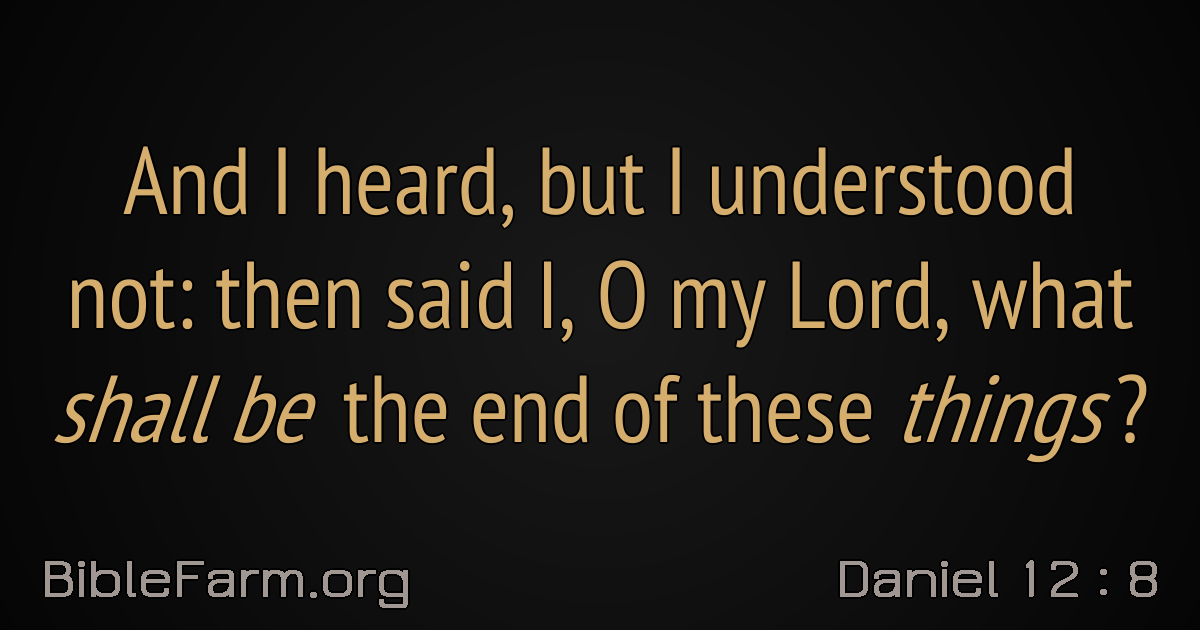 And I heard, but I understood
not: then said I, O my Lord, what
shall be the end of these things?
BibleFarm.org
Daniel 12 : 8